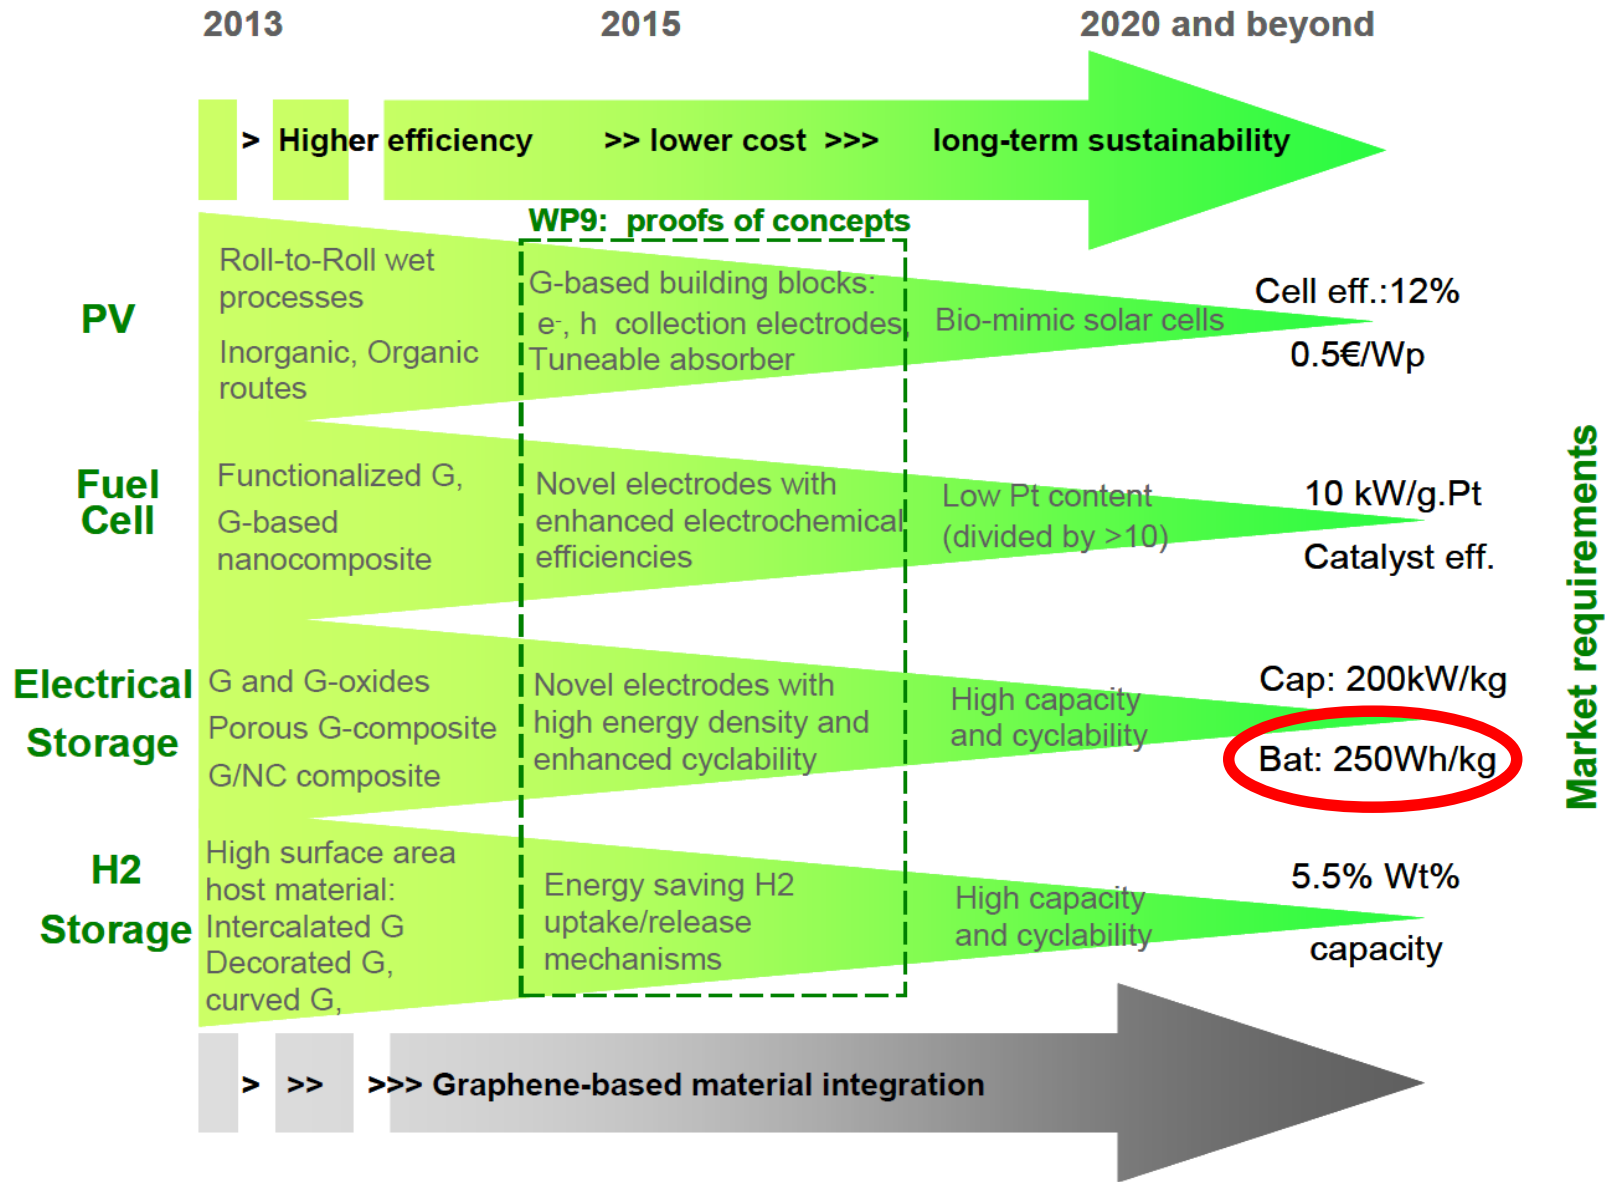 2013 2015 2020 and beyond
> Higher efficiency >> lower cost >>> long-term sustainability
WP9: proofs of concepts
PV
Roll-to-Roll wet
processes
Inorganic, Organic
routes
G-based building blocks:
e-, h collection electrodes,
Tuneable absorber
Bio-mimic solar cells
Cell eff.:12%
0.5€/Wp
Fuel
Cell
Functionalized G,
G-based
nanocomposite
Novel electrodes with
enhanced electrochemical
efficiencies
Low Pt content
(divided by >10)
10 kW/g.Pt
Catalyst eff.
Electrical
Storage
G and G-oxides
Porous G-composite
G/NC composite
Novel electrodes with
high energy density and
enhanced cyclability
High capacity
and cyclability
Cap: 200kW/kg
Bat: 250Wh/kg
H2
Storage
High surface area
host material:
Intercalated G
Decorated G,
curved G,
Energy saving H2
uptake/release
mechanisms
High capacity
and cyclability
5.5% Wt%
capacity
Market requirements
> >> >>> Graphene-based material integration